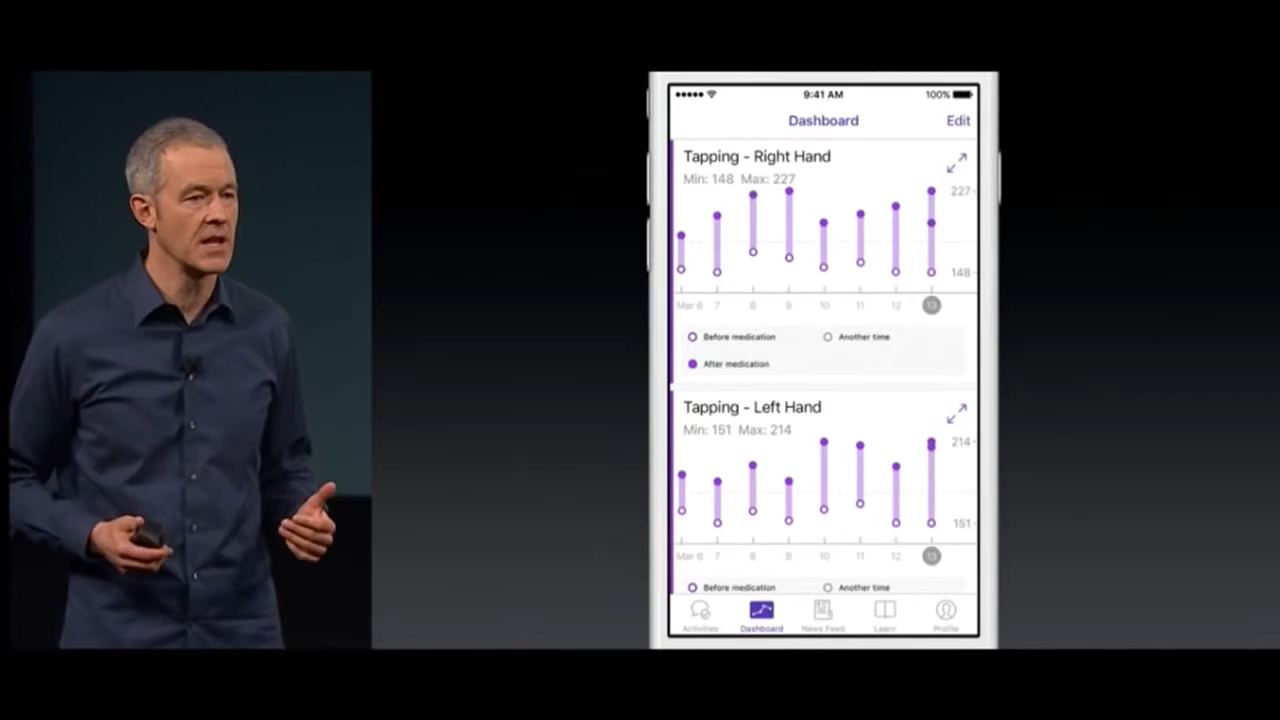 9:41 AM 100%
Dashboard Edit
Tapping - Right Hand
Min: 148 Max: 227
227
148
Mar 6 7 8 9 10 11 12 13
Before medication Another time
After medication
Tapping - Left Hand
Min: 151 Max: 214
214
151
Mar 6 7 8 9 10 11 12 13
Before medication Another time
Activities Dashboard News Feed Learn Profile